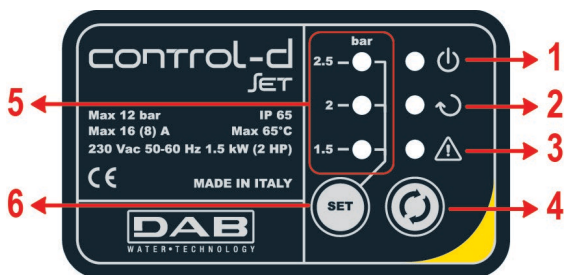 control-d
SET
Max 12 bar IP 65
Max 16 (8) A Max 65°C
230 Vac 50-60 Hz 1.5 kW (2 HP)
CE MADE IN ITALY
DAB
WATER•TECHNOLOGY
bar
2.5
2
1.5
SET
1
2
3
4
5
6